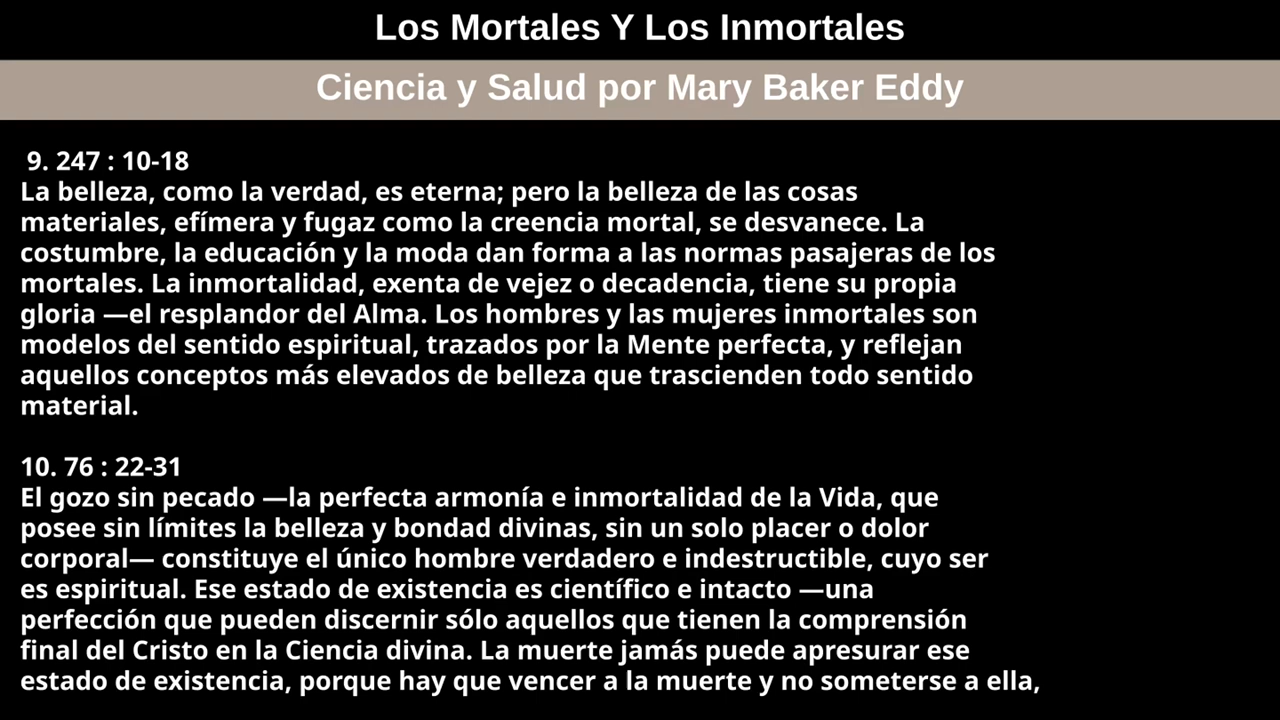 Los Mortales Y Los Inmortales
Ciencia y Salud por Mary Baker Eddy
9. 247 : 10-18
La belleza, como la verdad, es eterna; pero la belleza de las cosas
materiales, efímera y fugaz como la creencia mortal, se desvanece. La
costumbre, la educación y la moda dan forma a las normas pasajeras de los
mortales. La inmortalidad, exenta de vejez o decadencia, tiene su propia
gloria —el resplandor del Alma. Los hombres y las mujeres inmortales son
modelos del sentido espiritual, trazados por la Mente perfecta, y reflejan
aquellos conceptos más elevados de belleza que trascienden todo sentido
material.
10. 76 : 22-31
El gozo sin pecado —la perfecta armonía e inmortalidad de la Vida, que
posee sin límites la belleza y bondad divinas, sin un solo placer o dolor
corporal— constituye el único hombre verdadero e indestructible, cuyo ser
es espiritual. Ese estado de existencia es científico e intacto —una
perfección que pueden discernir sólo aquellos que tienen la comprensión
final del Cristo en la Ciencia divina. La muerte jamás puede apresurar ese
estado de existencia, porque hay que vencer a la muerte y no someterse a ella,